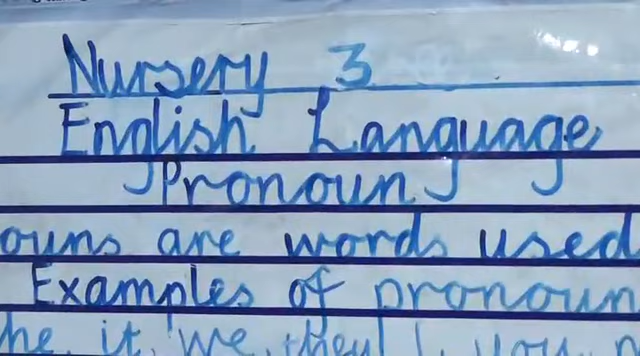 Nursery 3
English Language
Pronoun
ouns are words used
Examples of pronoun
he, it, we, they, I, you,